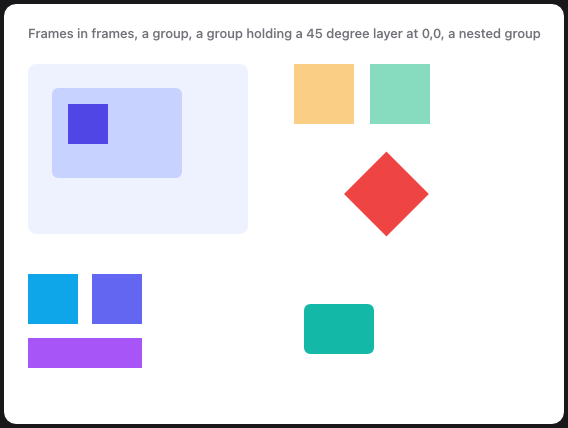 Frames in frames, a group, a group holding a 45 degree layer at 0,0, a nested group